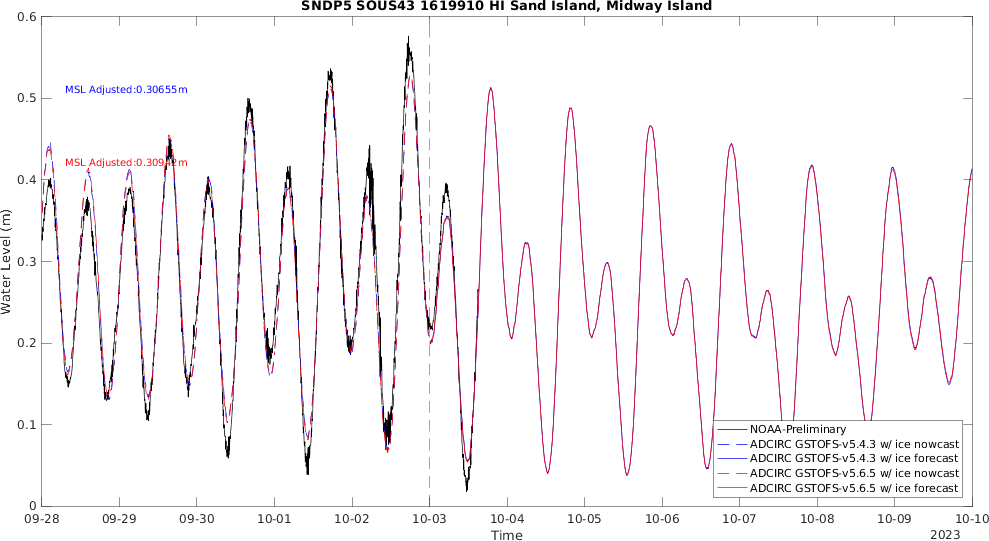 SNDP5 SOUS43 1619910 HI Sand Island, Midway Island
0.6
0.5
0.4
0.3
0.2
0.1
0
Water Level (m)
MSL Adjusted:0.30655m
MSL Adjusted:0.30942m
NOAA-Preliminary
ADCIRC GSTOFS-v5.4.3 w/ ice nowcast
ADCIRC GSTOFS-v5.4.3 w/ ice forecast
ADCIRC GSTOFS-v5.6.5 w/ ice nowcast
ADCIRC GSTOFS-v5.6.5 w/ ice forecast
09-28 09-29 09-30 10-01 10-02 10-03 10-04 10-05 10-06 10-07 10-08 10-09 10-10
Time
2023